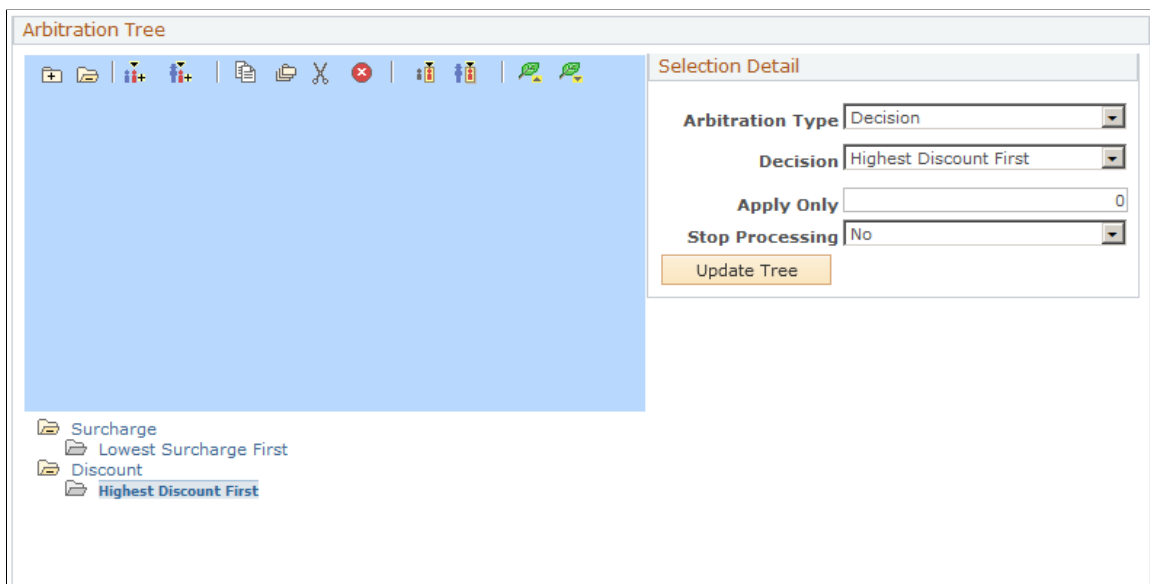 Arbitration Tree
Selection Detail
Arbitration Type Decision
Decision Highest Discount First
Apply Only 0
Stop Processing No
Update Tree
Surcharge
Lowest Surcharge First
Discount
Highest Discount First